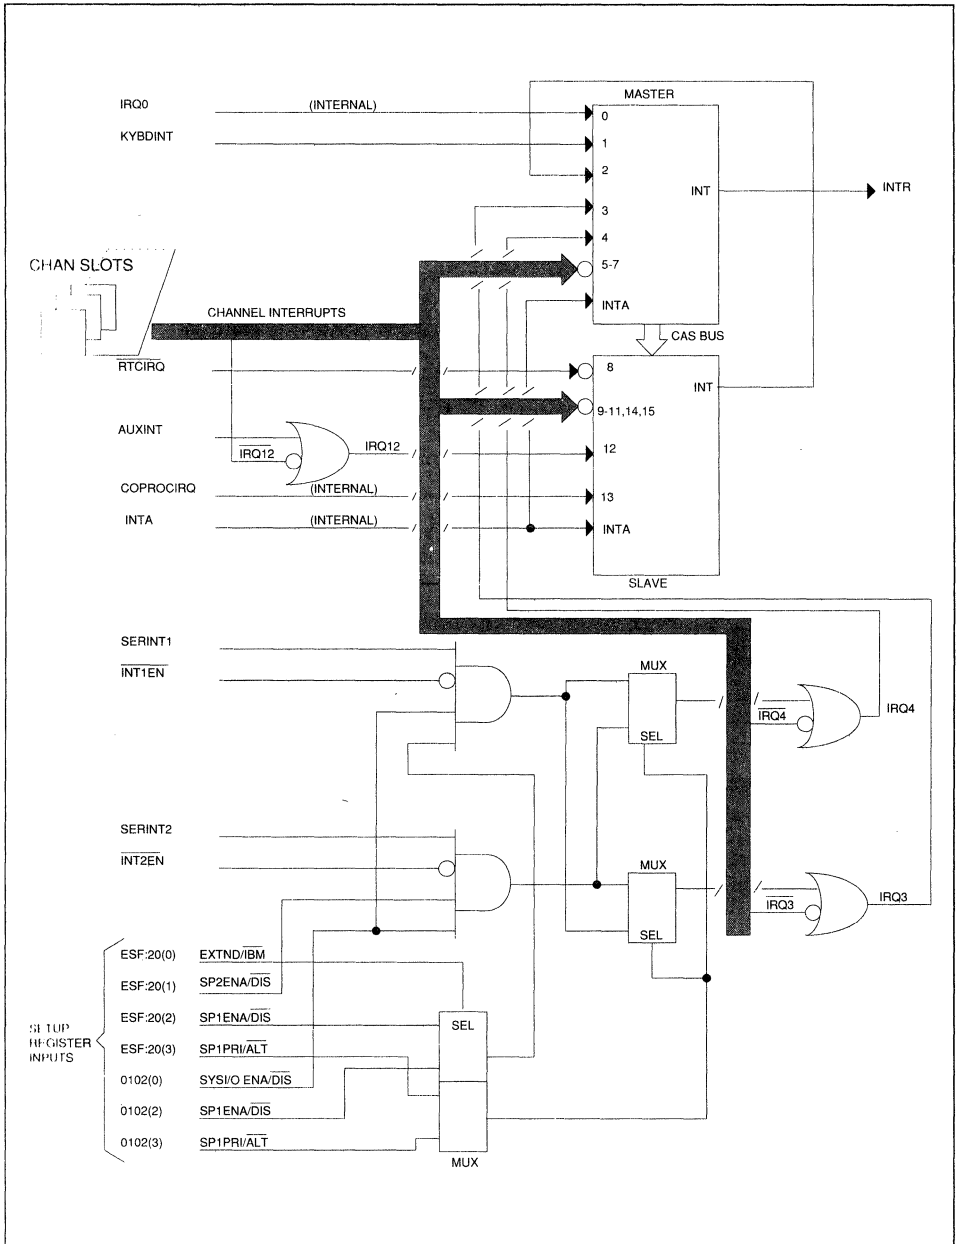 MASTER
IRQ0 (INTERNAL) 0
KYBDINT 1
2
INT INTR
3
4
CHAN SLOTS 5-7
CHANNEL INTERRUPTS INTA
CAS BUS
RTCIRQ 8
INT
9-11,14,15
AUXINT
IRQ12 IRQ12 12
COPROCIRQ (INTERNAL) 13
INTA (INTERNAL) INTA
SLAVE
SERINT1
INT1EN MUX
IRQ4 IRQ4
SEL
SERINT2
INT2EN MUX
IRQ3 IRQ3
SEL
ESF:20(0) EXTND/IBM
ESF:20(1) SP2ENA/DIS
ESF:20(2) SP1ENA/DIS SEL
SETUP
REGISTER
INPUTS
ESF:20(3) SP1PRI/ALT
0102(0) SYSI/O ENA/DIS
0102(2) SP1ENA/DIS
0102(3) SP1PRI/ALT
MUX